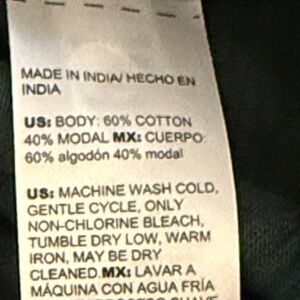 MADE IN INDIA/ HECHO EN
INDIA
US: BODY: 60% COTTON
40% MODAL MX: CUERPO:
60% algodón 40% modal
US: MACHINE WASH COLD,
GENTLE CYCLE, ONLY
NON-CHLORINE BLEACH,
TUMBLE DRY LOW, WARM
IRON, MAY BE DRY
CLEANED.MX: LAVAR A
MÁQUINA CON AGUA FRÍA